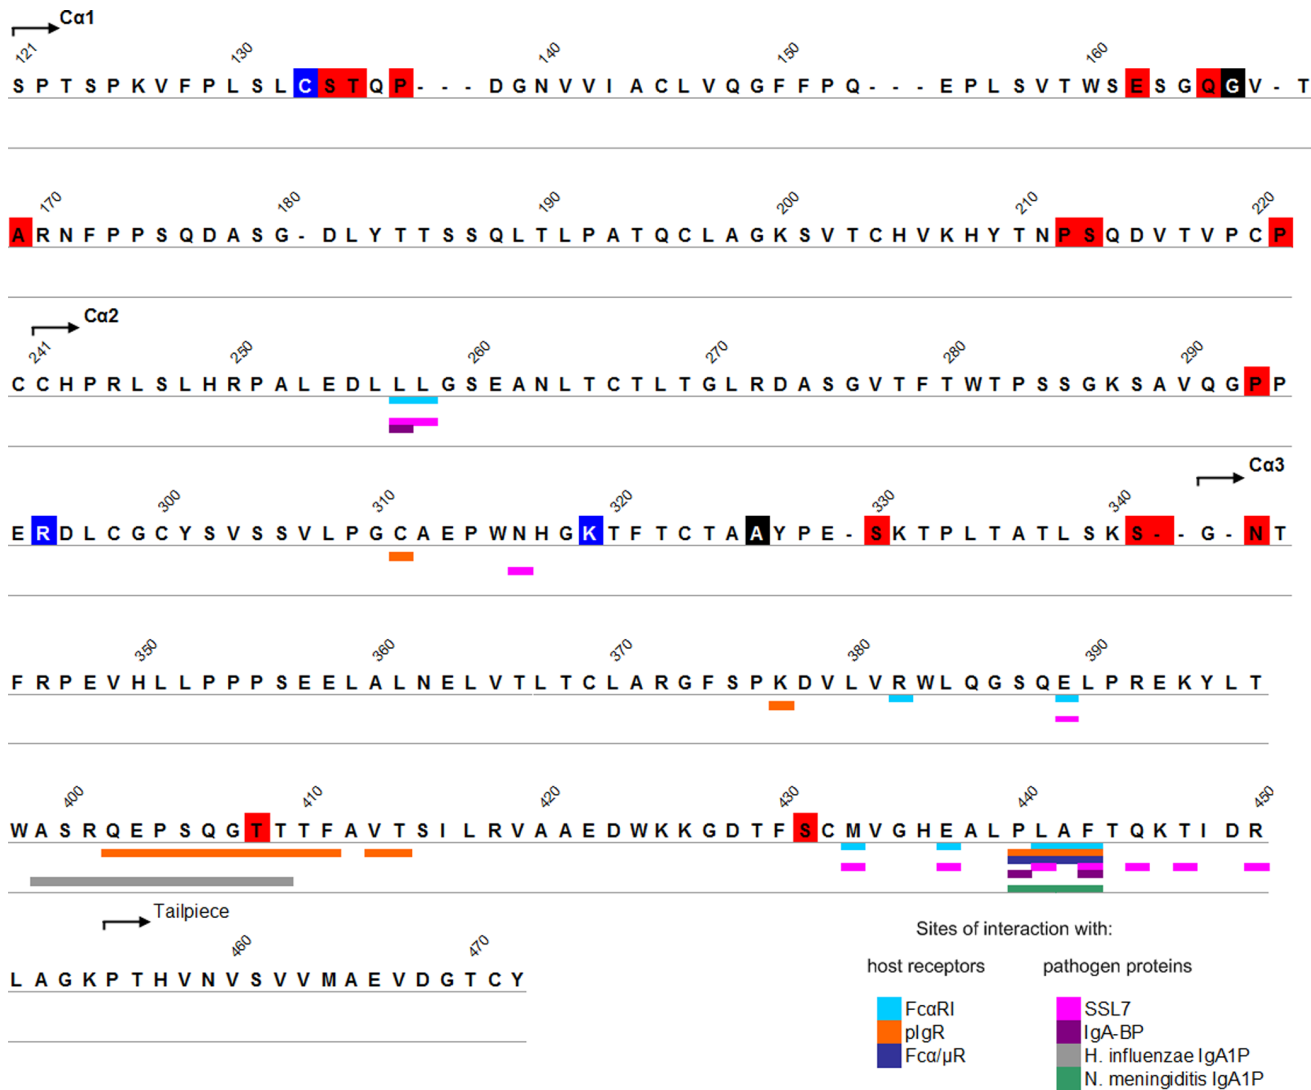 Cα1
121 130 140 150 160
S P T S P K V F P L S L C S T Q P - - - D G N V V I A C L V Q G F F P Q - - - E P L S V T W S E S G Q G V - T
170 180 190 200 210 220
A R N F P P S Q D A S G - D L Y T T S S Q L T L P A T Q C L A G K S V T C H V K H Y T N P S Q D V T V P C P
Cα2
241 250 260 270 280 290
C C H P R L S L H R P A L E D L L L G S E A N L T C T L T G L R D A S G V T F T W T P S S G K S A V Q G P P
Cα3
300 310 320 330 340
E R D L C G C Y S V S S V L P G C A E P W N H G K T F T C T A A Y P E - S K T P L T A T L S K S - - G - N T
350 360 370 380 390
F R P E V H L L P P P S E E L A L N E L V T L T C L A R G F S P K D V L V R W L Q G S Q E L P R E K Y L T
400 410 420 430 440 450
W A S R Q E P S Q G T T T F A V T S I L R V A A E D W K K G D T F S C M V G H E A L P L A F T Q K T I D R
Tailpiece
460 470
L A G K P T H V N V S V V M A E V D G T C Y
Sites of interaction with:
host receptors pathogen proteins
FcαRI SSL7
pIgR IgA-BP
Fcα/μR H. influenzae IgA1P
N. meningiditis IgA1P